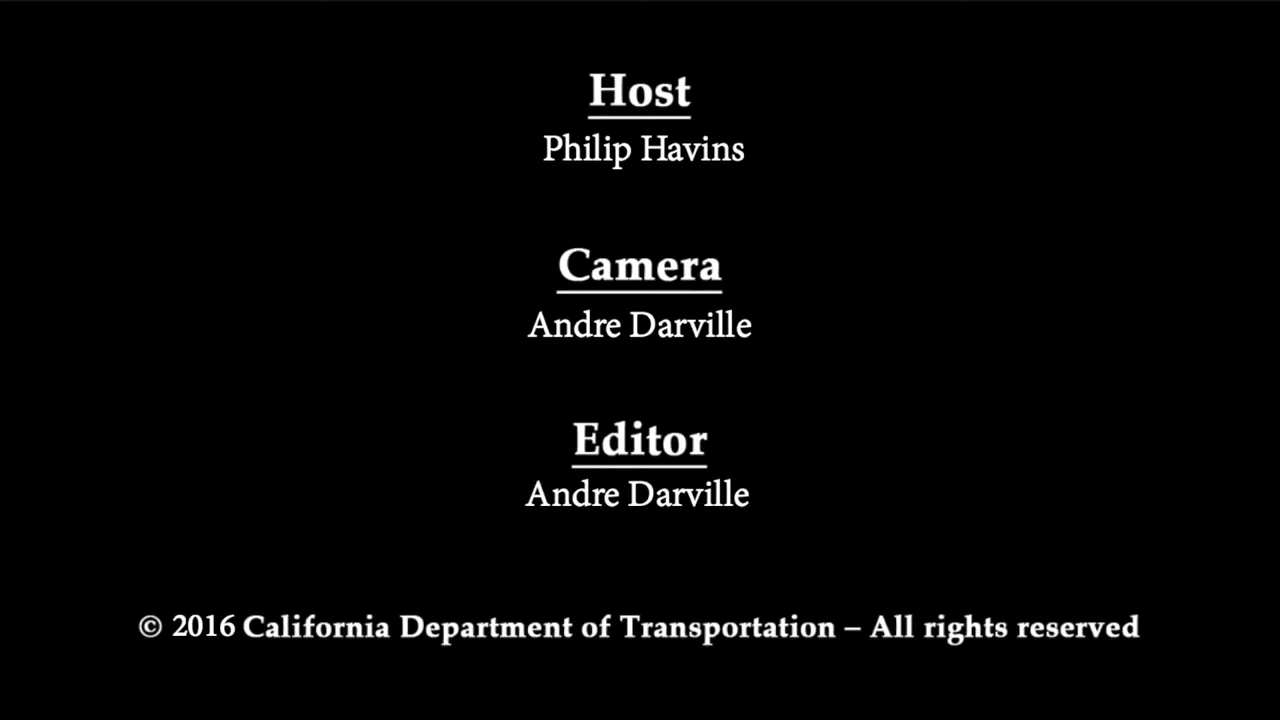 Host
Philip Havins
Camera
Andre Darville
Editor
Andre Darville
© 2016 California Department of Transportation – All rights reserved